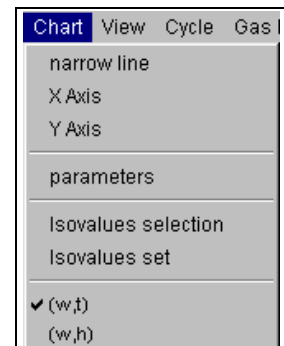 Chart View Cycle Gas
narrow line
X Axis
Y Axis
parameters
Isovalues selection
Isovalues set
✔ (w,t)
(w,h)